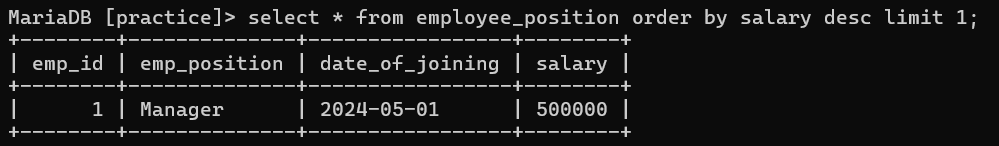 MariaDB [practice]> select * from employee_position order by salary desc limit 1;
+--------+--------------+-----------------+--------+
| emp_id | emp_position | date_of_joining | salary |
+--------+--------------+-----------------+--------+
|      1 | Manager      | 2024-05-01      | 500000 |
+--------+--------------+-----------------+--------+